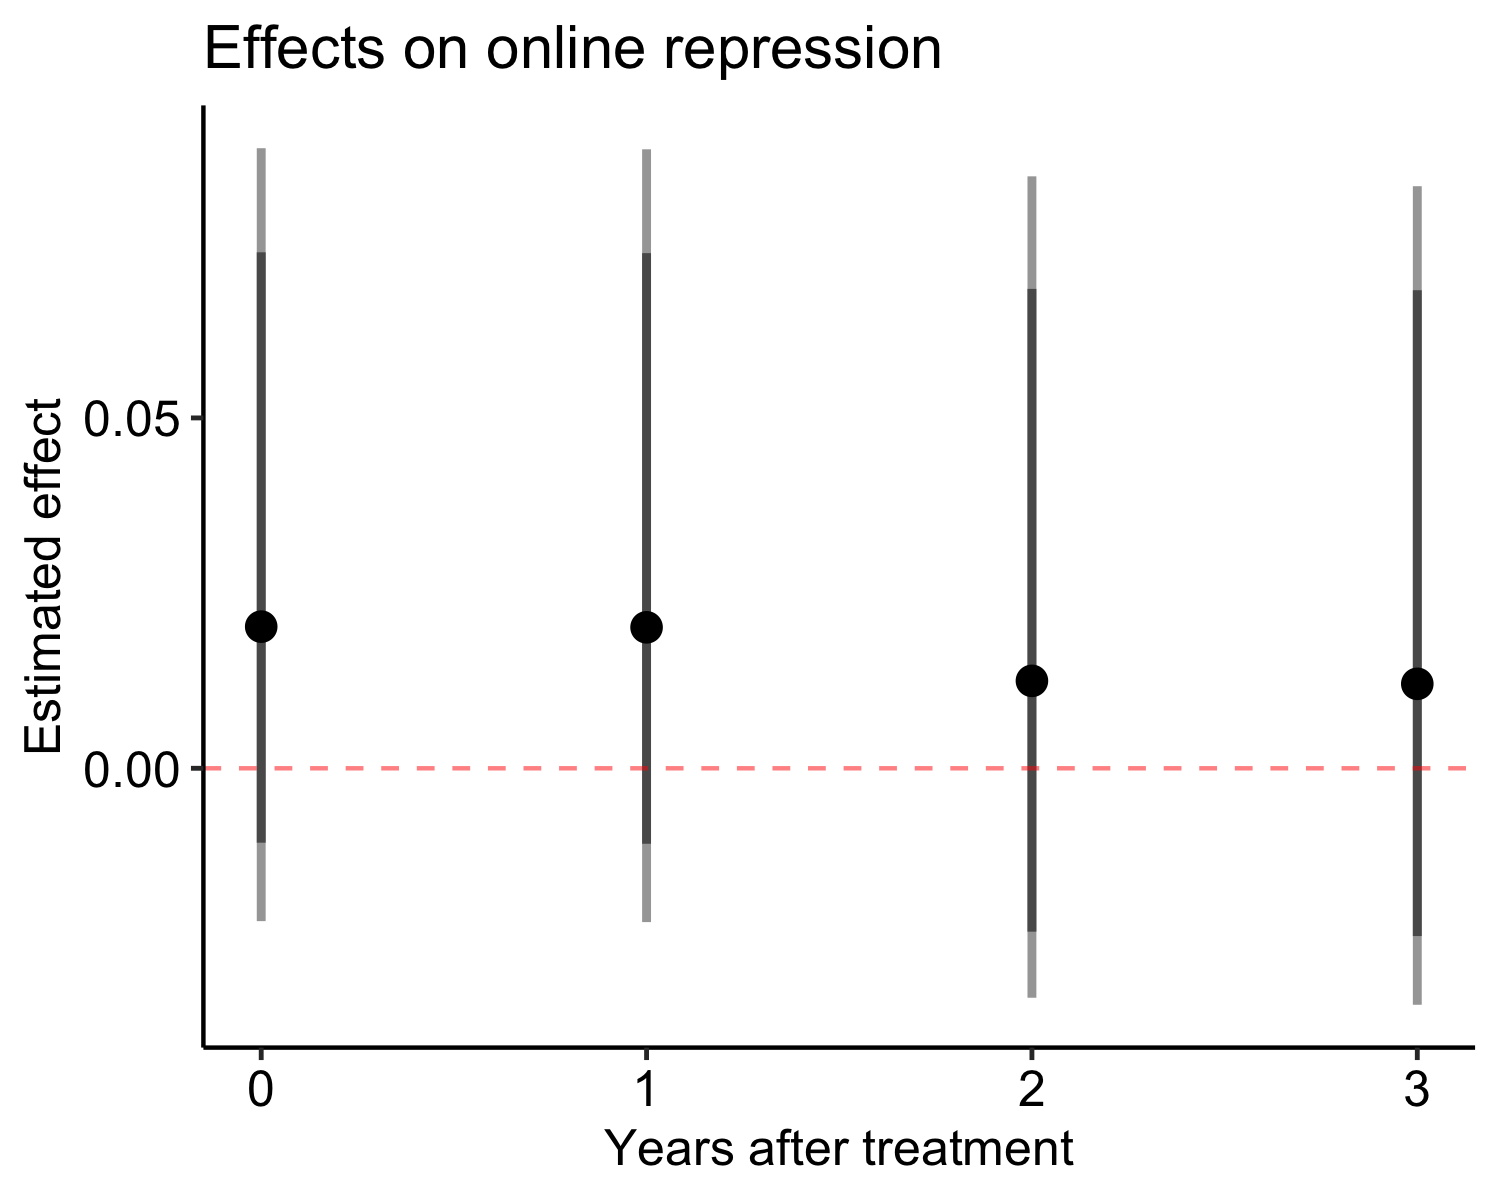 Effects on online repression
Estimated effect
0.05
0.00
0 1 2 3
Years after treatment